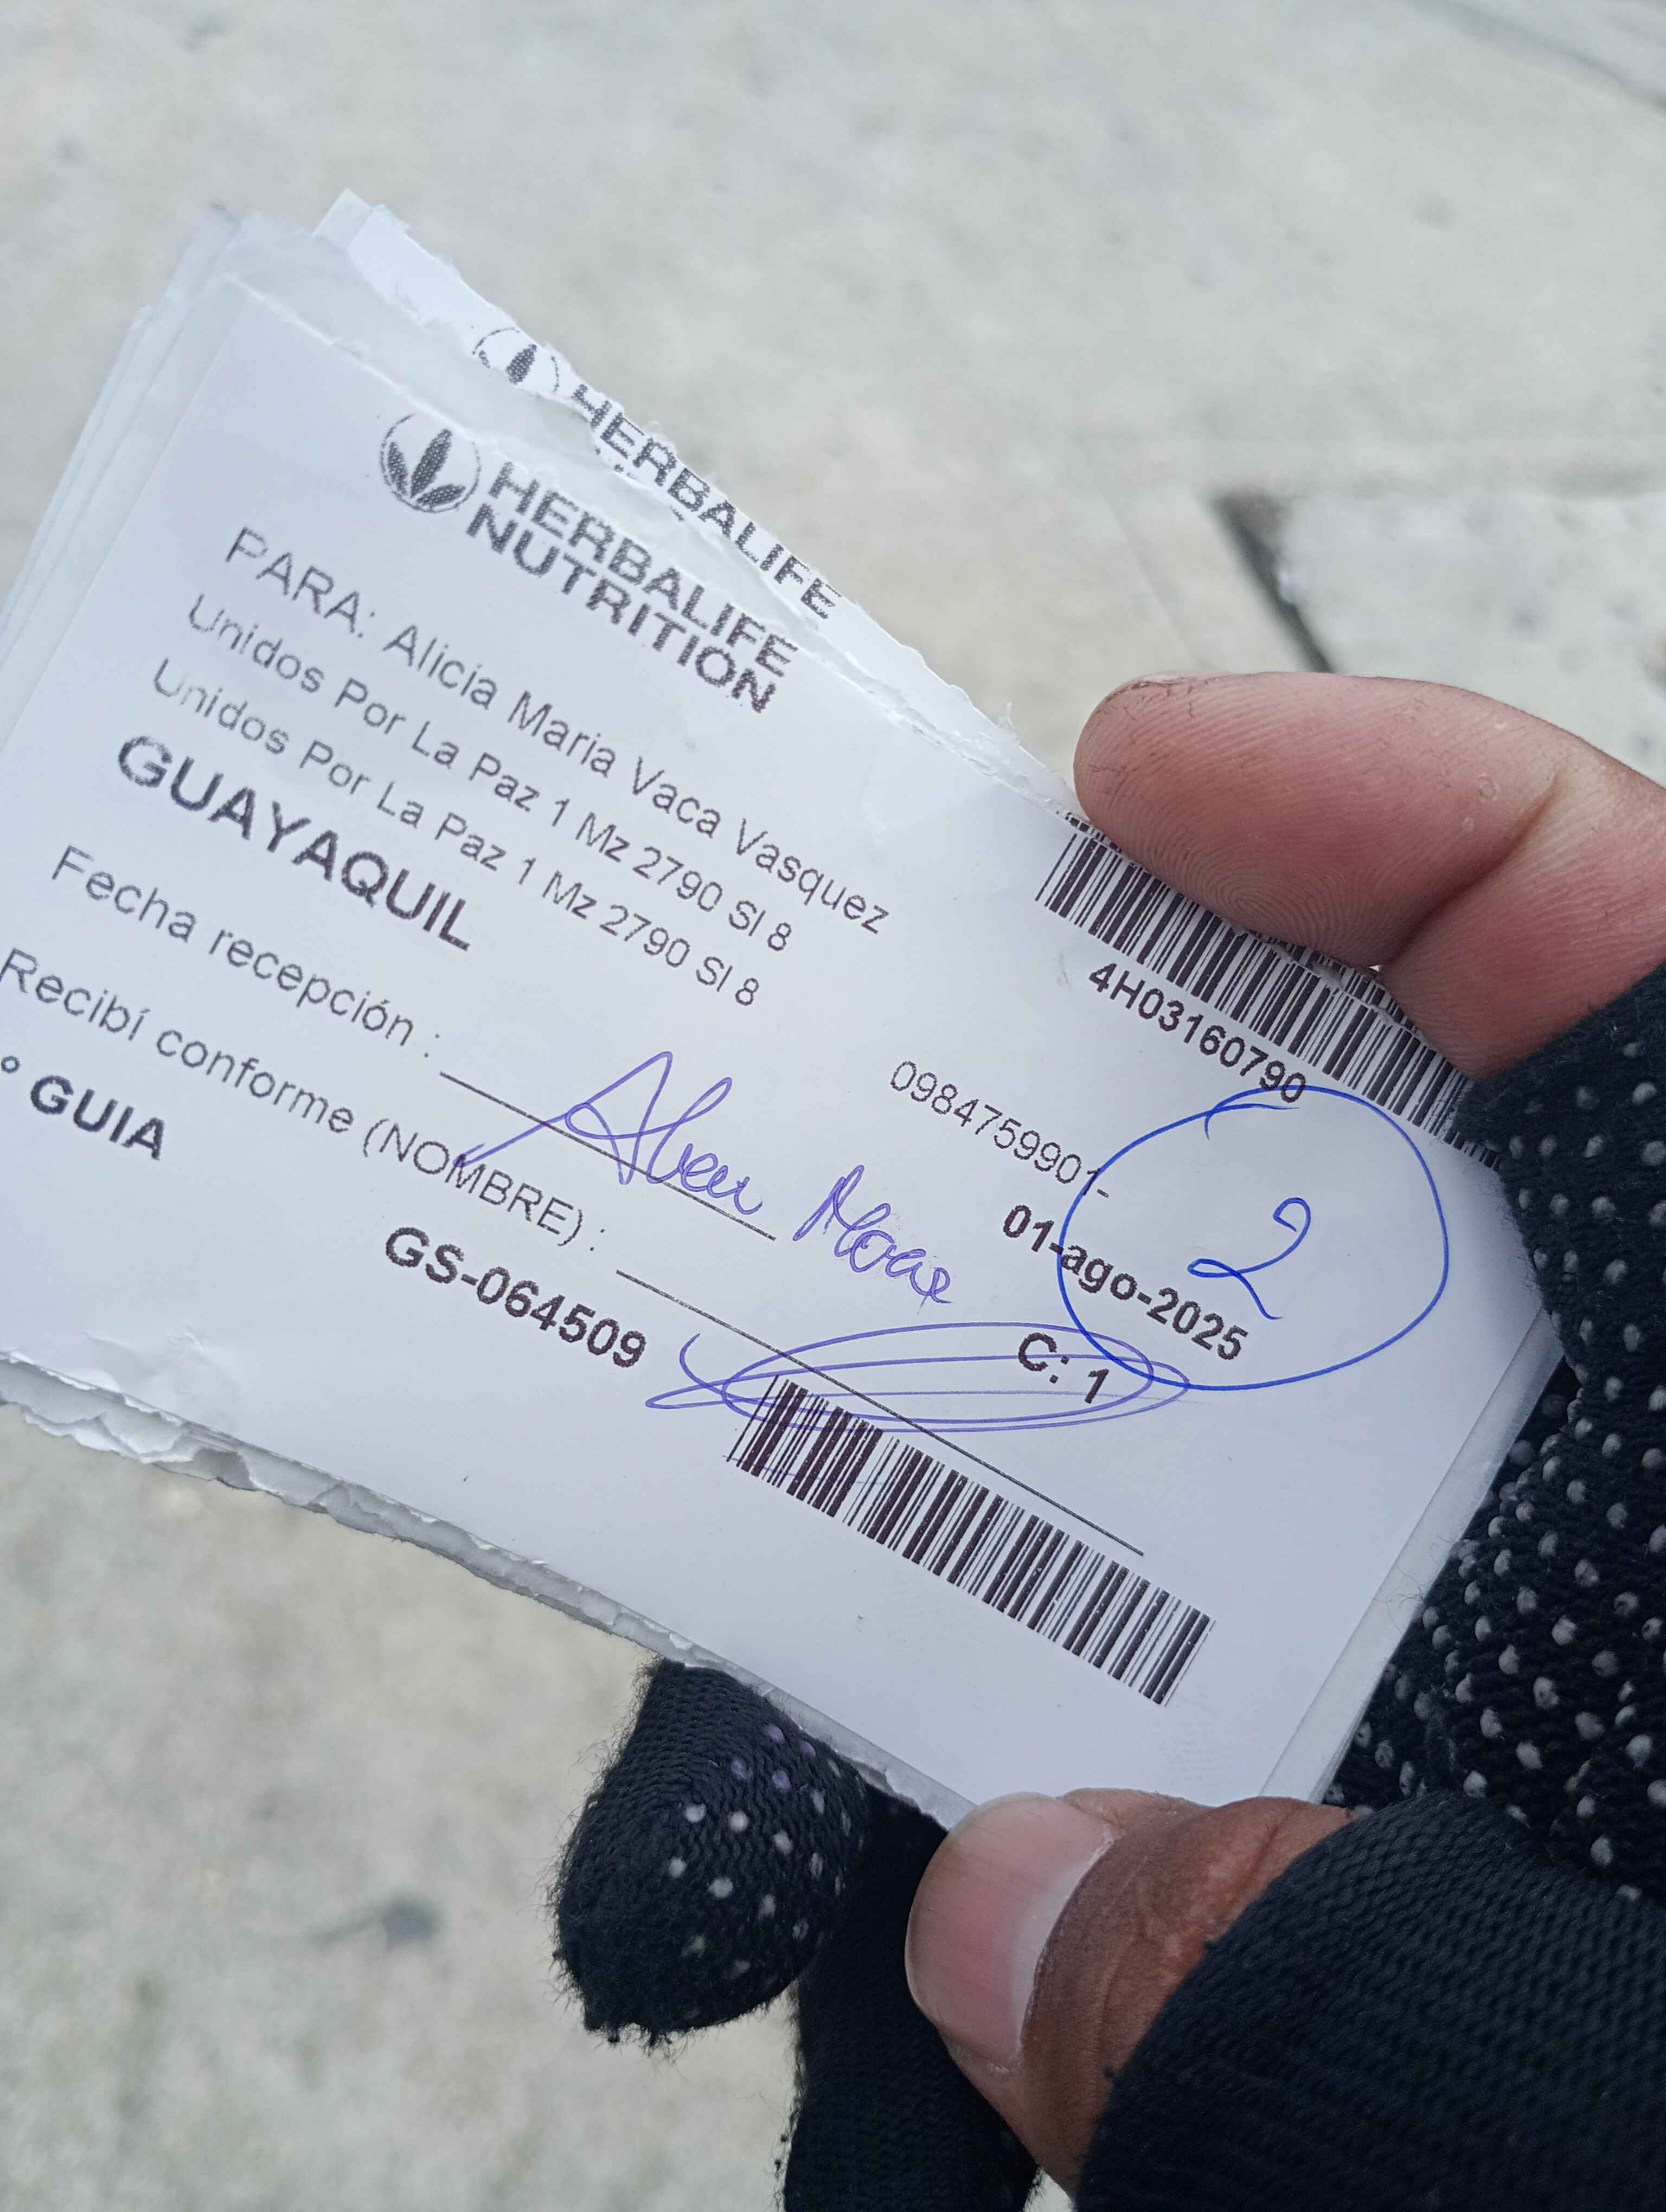 HERBALIFE
HERBALIFE
NUTRITION
PARA: Alicia Maria Vaca Vasquez
Unidos Por La Paz 1 Mz 2790 Sl 8
Unidos Por La Paz 1 Mz 2790 Sl 8
GUAYAQUIL
4H03160790
0984759901-
2
01-ago-2025
Fecha recepción :
Recibí conforme (NOMBRE) :
C: 1
° GUIA
GS-064509